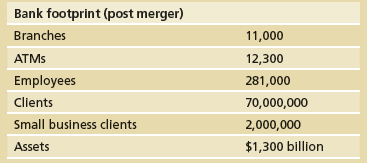 Bank footprint (post merger)
Branches 11,000
ATMs 12,300
Employees 281,000
Clients 70,000,000
Small business clients 2,000,000
Assets $1,300 billion